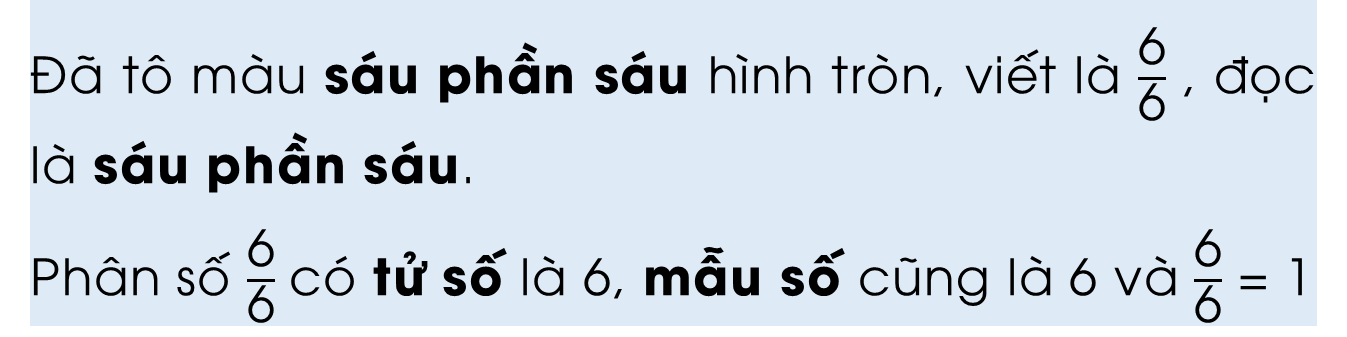 Đã tô màu sáu phần sáu hình tròn, viết là 6/6 , đọc
là sáu phần sáu.
Phân số 6/6 có tử số là 6, mẫu số cũng là 6 và 6/6 = 1